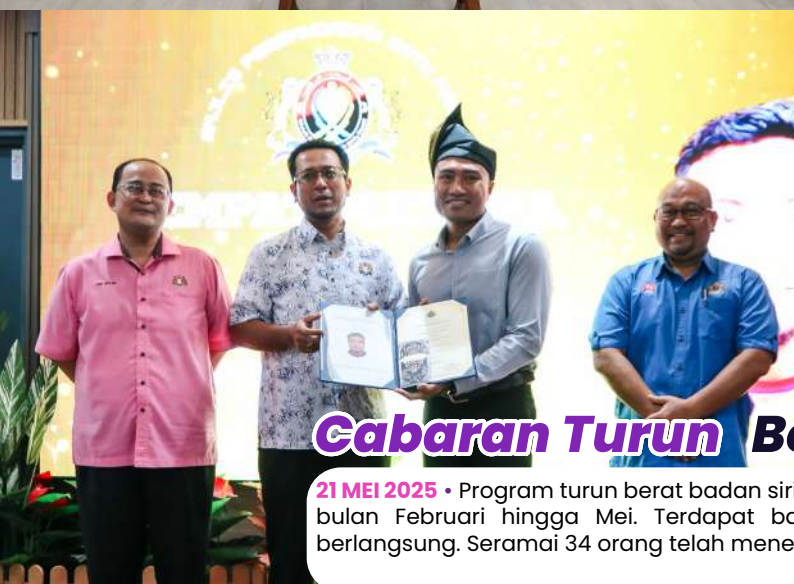 Cabaran Turun Be
21 MEI 2025 • Program turun berat badan siri
bulan Februari hingga Mei. Terdapat ba
berlangsung. Seramai 34 orang telah mene